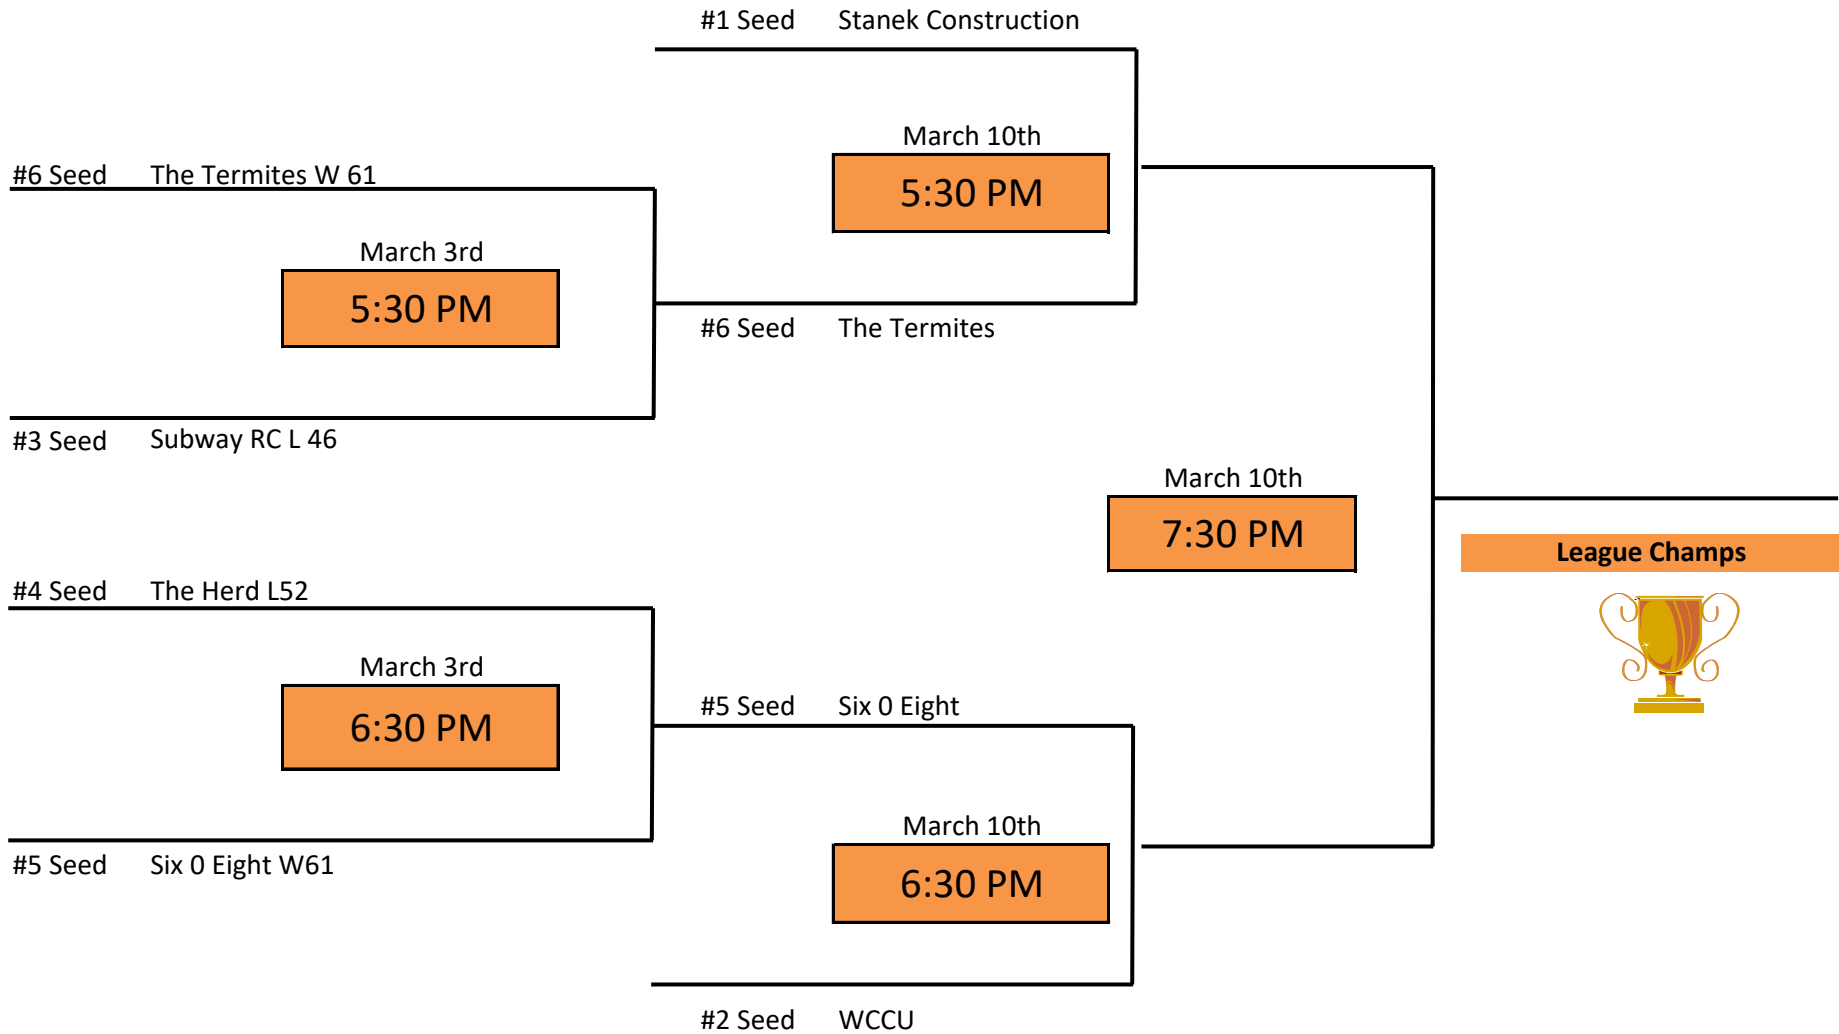 #1 Seed Stanek Construction
March 10th
5:30 PM
#6 Seed The Termites W 61
March 3rd
5:30 PM
#6 Seed The Termites
#3 Seed Subway RC L 46
March 10th
7:30 PM
League Champs
#4 Seed The Herd L52
March 3rd
6:30 PM
#5 Seed Six 0 Eight
#5 Seed Six 0 Eight W61
March 10th
6:30 PM
#2 Seed WCCU